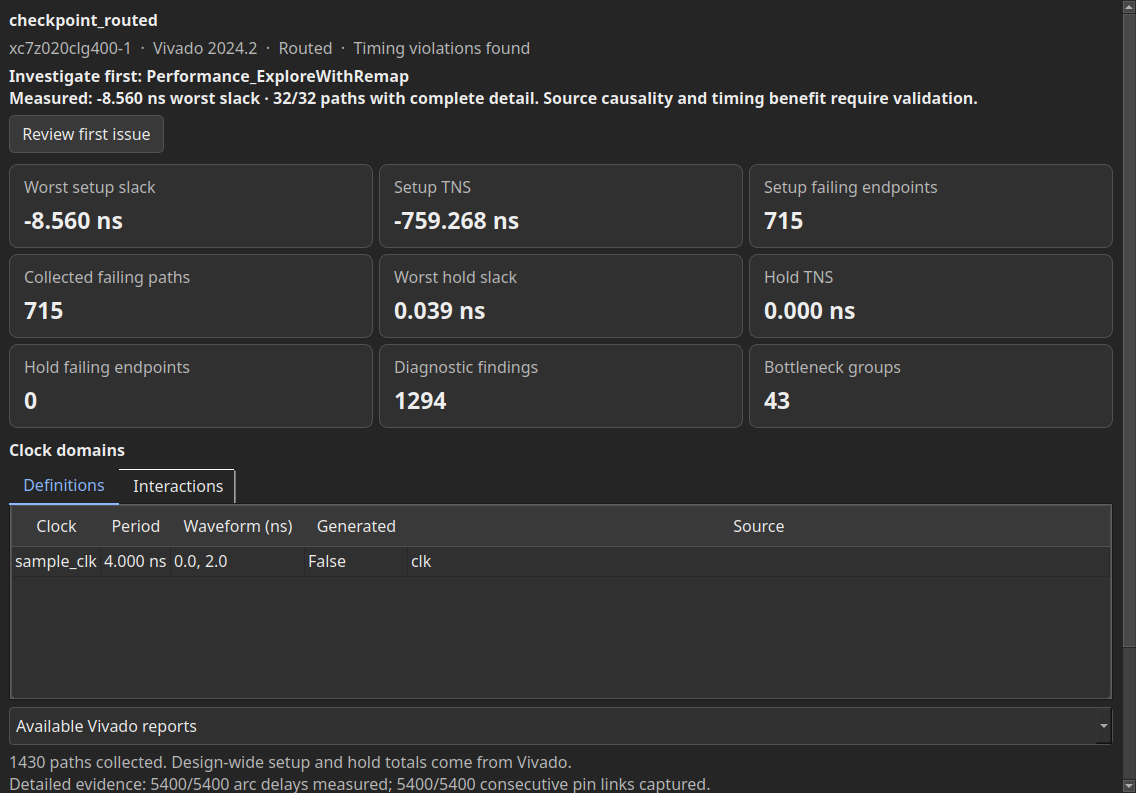 checkpoint_routed
xc7z020clg400-1 · Vivado 2024.2 · Routed · Timing violations found
Investigate first: Performance_ExploreWithRemap
Measured: -8.560 ns worst slack · 32/32 paths with complete detail. Source causality and timing benefit require validation.
Review first issue
Worst setup slack
-8.560 ns
Setup TNS
-759.268 ns
Setup failing endpoints
715
Collected failing paths
715
Worst hold slack
0.039 ns
Hold TNS
0.000 ns
Hold failing endpoints
0
Diagnostic findings
1294
Bottleneck groups
43
Clock domains
Definitions Interactions
Clock Period Waveform (ns) Generated Source
sample_clk 4.000 ns 0.0, 2.0 False clk
Available Vivado reports
1430 paths collected. Design-wide setup and hold totals come from Vivado.
Detailed evidence: 5400/5400 arc delays measured; 5400/5400 consecutive pin links captured.